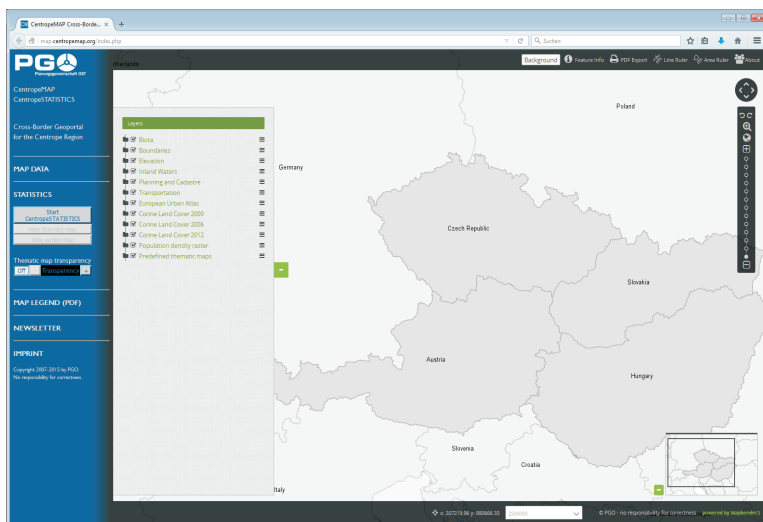 CentropeMAP Cross-Borde...
map.centropemap.org/index.php
Suchen
PGO
Planungsgemeinschaft OST
CentropeMAP
CentropeSTATISTICS
Cross-Border Geoportal
for the Centrope Region
MAP DATA
STATISTICS
Start
CentropeSTATISTICS
Thematic map transparency
Off Transparency +
MAP LEGEND (PDF)
NEWSLETTER
IMPRINT
Copyright 2007-2015 by PGO
No responsibility for correctness.
Background Feature Info PDF Export Line Ruler Area Ruler About
Layers
Biota
Boundaries
Elevation
Inland Waters
Planning and Cadastre
Transportation
European Urban Atlas
Corine Land Cover 2000
Corine Land Cover 2006
Corine Land Cover 2012
Population density raster
Predefined thematic maps
Poland
Germany
Czech Republic
Slovakia
Austria
Hungary
Slovenia
Croatia
Italy
© PGO - no responsibility for correctness powered by Mapbender3